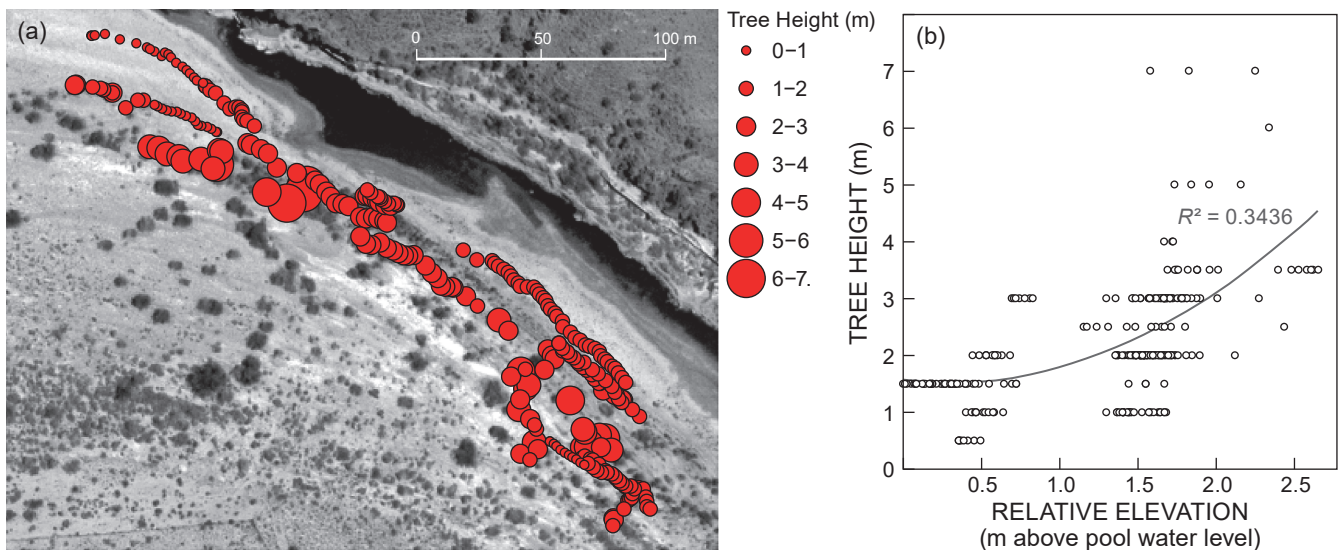 (a)
0 50 100 m
Tree Height (m)
0–1
1–2
2–3
3–4
4–5
5–6
6–7.
(b)
TREE HEIGHT (m)
7
6
5
4
3
2
1
0
R² = 0.3436
0.5 1.0 1.5 2.0 2.5
RELATIVE ELEVATION
(m above pool water level)